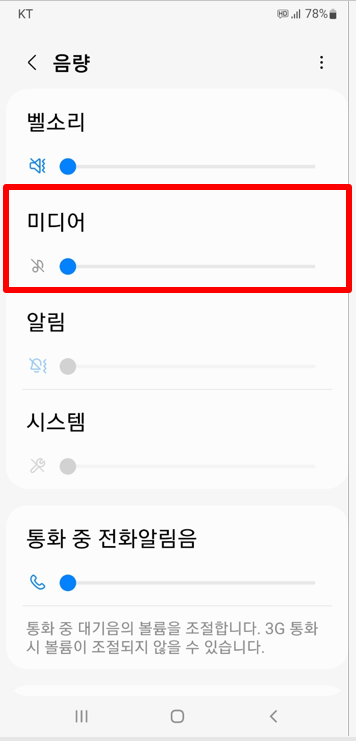 KT HD 78%
음량
벨소리
미디어
알림
시스템
통화 중 전화알림음
통화 중 대기음의 볼륨을 조절합니다. 3G 통화
시 볼륨이 조절되지 않을 수 있습니다.